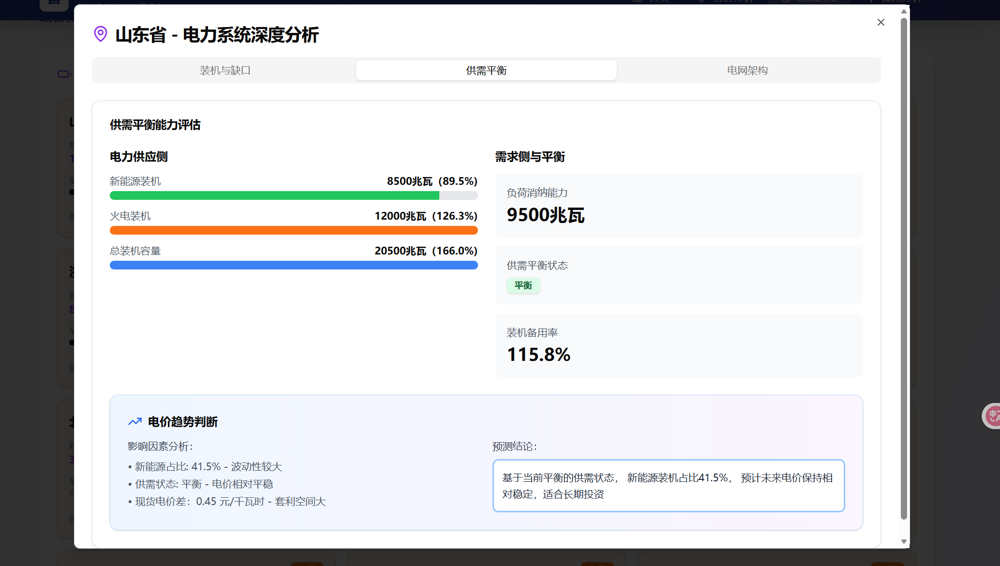 山东省 - 电力系统深度分析
装机与缺口
供需平衡
电网架构
供需平衡能力评估
电力供应侧
新能源装机
8500兆瓦（89.5%)
火电装机
12000兆瓦（126.3%)
总装机容量
20500兆瓦（166.0%)
需求侧与平衡
负荷消纳能力
9500兆瓦
供需平衡状态
平衡
装机备用率
115.8%
电价趋势判断
影响因素分析：
• 新能源占比: 41.5% - 波动性较大
• 供需状态: 平衡 - 电价相对平稳
• 现货电价差：0.45 元/千瓦时 - 套利空间大
预测结论：
基于当前平衡的供需状态， 新能源装机占比41.5%， 预计未来电价保持相
对稳定，适合长期投资